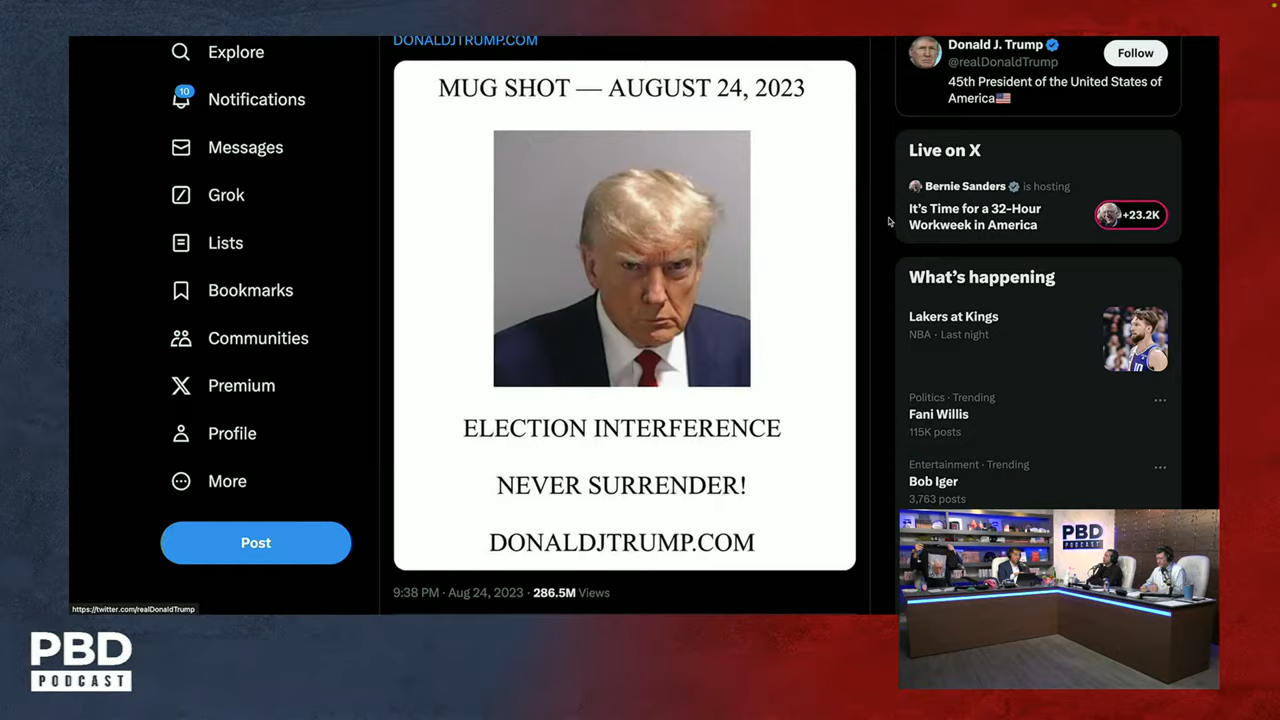 Explore
10
Notifications
Messages
Grok
Lists
Bookmarks
Communities
Premium
Profile
More
Post
https://twitter.com/realDonaldTrump
DONALDJTRUMP.COM
MUG SHOT — AUGUST 24, 2023
ELECTION INTERFERENCE
NEVER SURRENDER!
DONALDJTRUMP.COM
9:38 PM · Aug 24, 2023 · 286.5M Views
Donald J. Trump
@realDonaldTrump
Follow
45th President of the United States of
America
Live on X
Bernie Sanders is hosting
It's Time for a 32-Hour
Workweek in America
+23.2K
What's happening
Lakers at Kings
NBA · Last night
Politics · Trending
Fani Willis
115K posts
Entertainment · Trending
Bob Iger
3,763 posts
PBD
PODCAST
PBD
PODCAST